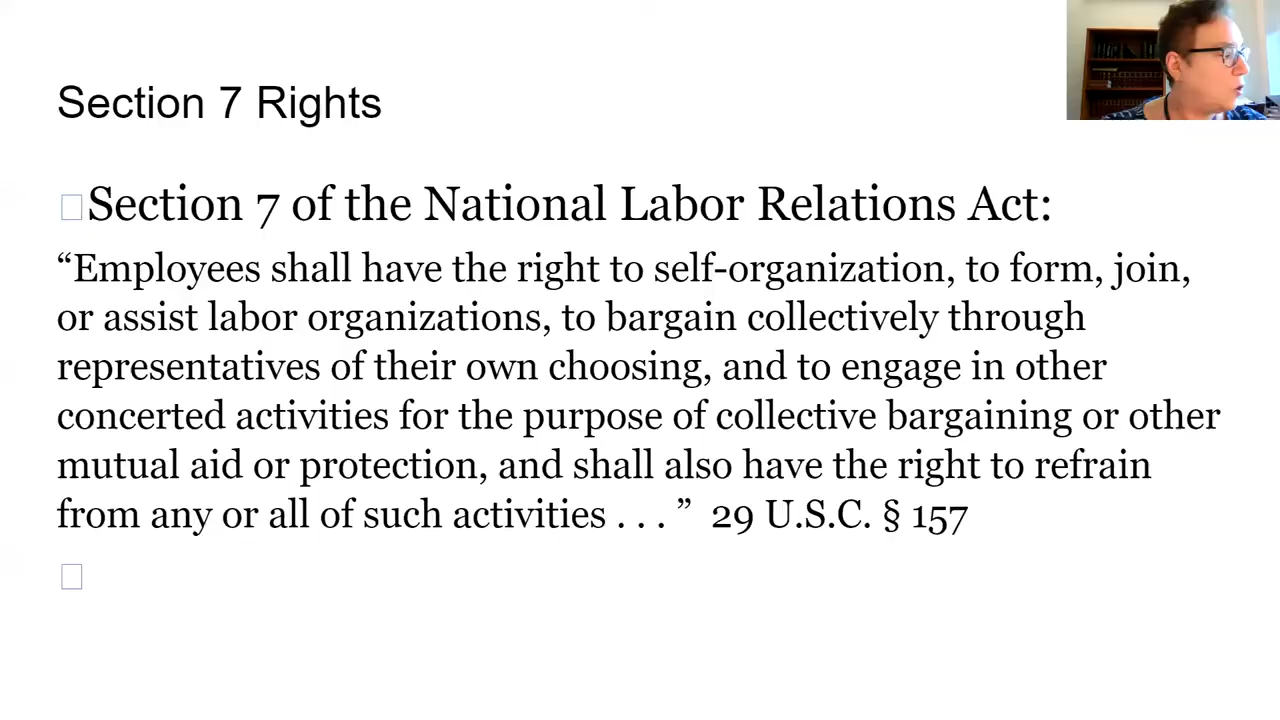 Section 7 Rights
Section 7 of the National Labor Relations Act:
“Employees shall have the right to self-organization, to form, join,
or assist labor organizations, to bargain collectively through
representatives of their own choosing, and to engage in other
concerted activities for the purpose of collective bargaining or other
mutual aid or protection, and shall also have the right to refrain
from any or all of such activities . . . ” 29 U.S.C. § 157